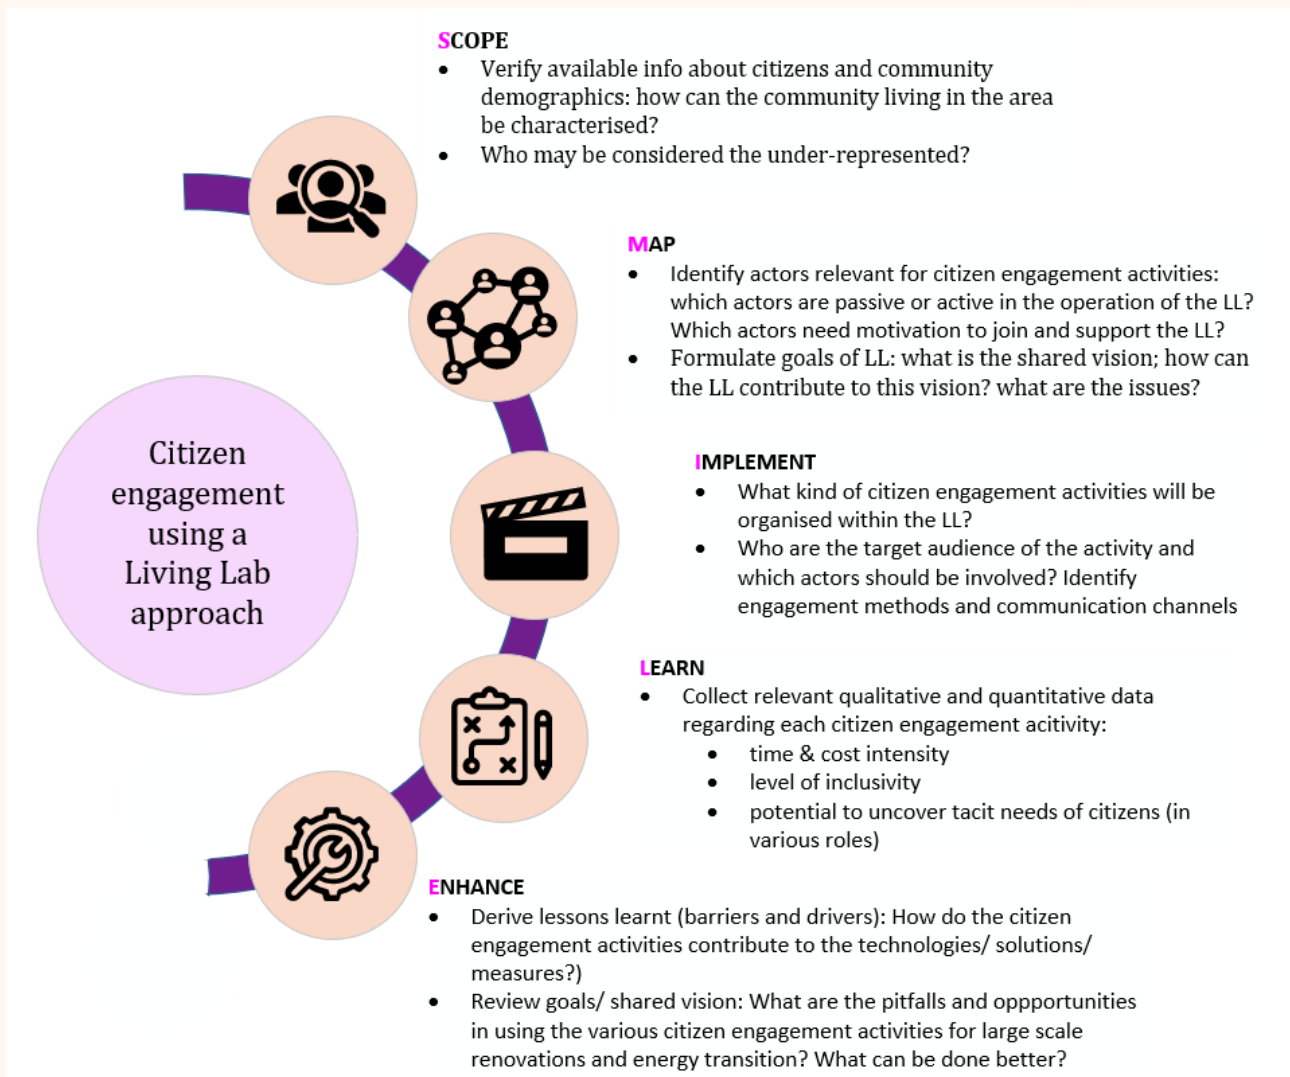 SCOPE
• Verify available info about citizens and community
demographics: how can the community living in the area
be characterised?
• Who may be considered the under-represented?
MAP
• Identify actors relevant for citizen engagement activities:
which actors are passive or active in the operation of the LL?
Which actors need motivation to join and support the LL?
• Formulate goals of LL: what is the shared vision; how can
the LL contribute to this vision? what are the issues?
Citizen
engagement
using a
Living Lab
approach
IMPLEMENT
• What kind of citizen engagement activities will be
organised within the LL?
• Who are the target audience of the activity and
which actors should be involved? Identify
engagement methods and communication channels
LEARN
• Collect relevant qualitative and quantitative data
regarding each citizen engagement acitivity:
• time & cost intensity
• level of inclusivity
• potential to uncover tacit needs of citizens (in
various roles)
ENHANCE
• Derive lessons learnt (barriers and drivers): How do the citizen
engagement activities contribute to the technologies/ solutions/
measures?)
• Review goals/ shared vision: What are the pitfalls and oppportunities
in using the various citizen engagement activities for large scale
renovations and energy transition? What can be done better?